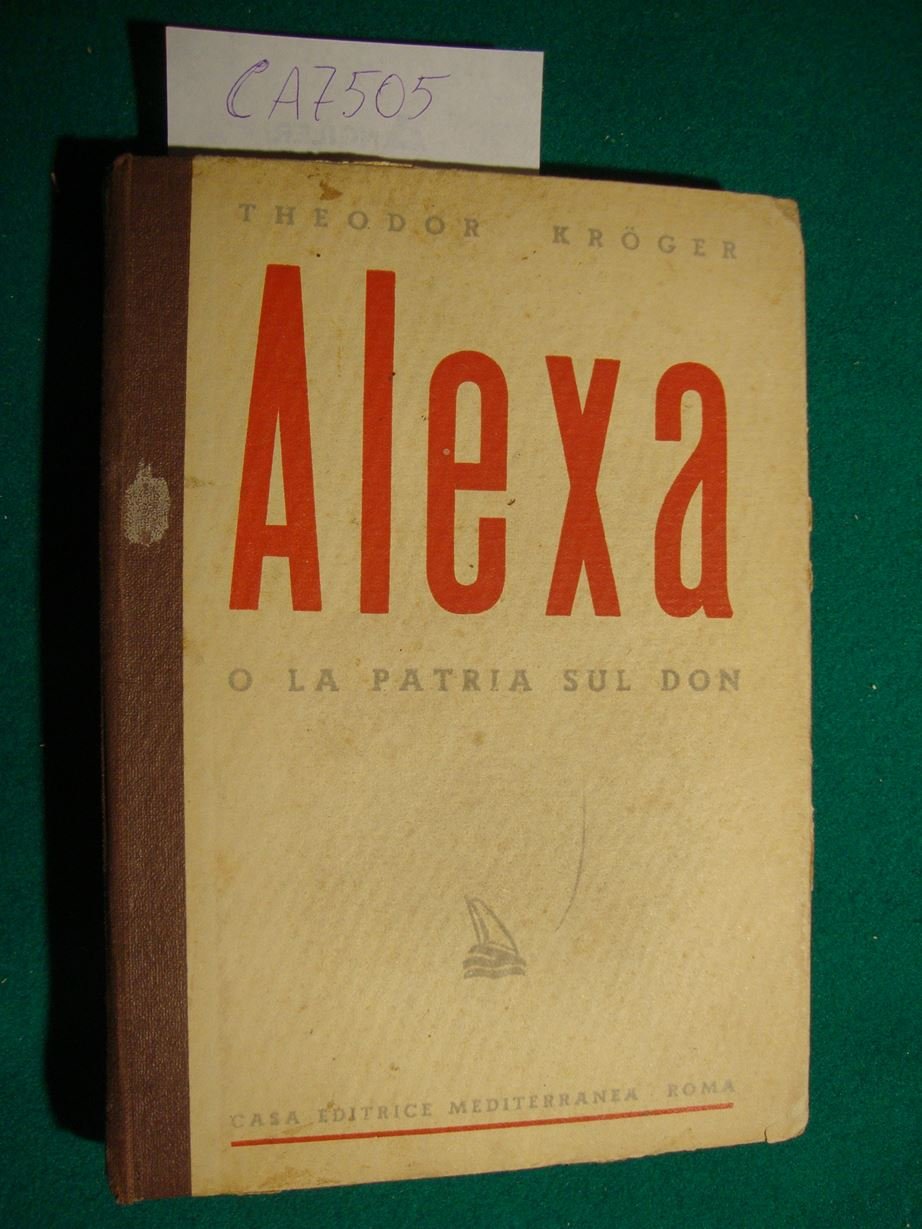 CA7505
THEODOR KRÖGER
Alexa
O LA PATRIA SUL DON
CASA EDITRICE MEDITERRANEA · ROMA